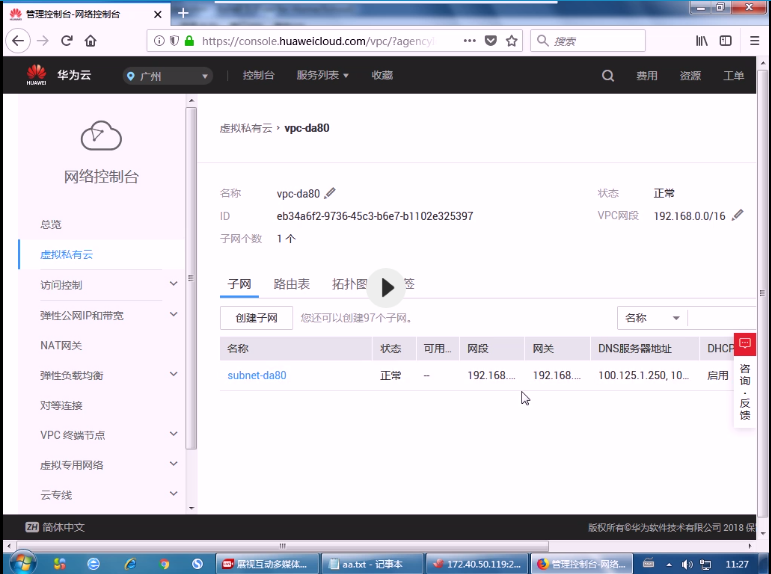 管理控制台-网络控制台
https://console.huaweicloud.com/vpc/?agency
搜索
HUAWEI 华为云 广州 控制台 服务列表 收藏 费用 资源 工单
网络控制台
总览
虚拟私有云
访问控制
弹性公网IP和带宽
NAT网关
弹性负载均衡
对等连接
VPC 终端节点
虚拟专用网络
云专线
虚拟私有云 › vpc-da80
名称 vpc-da80 状态 正常
ID eb34a6f2-9736-45c3-b6e7-b1102e325397 VPC网段 192.168.0.0/16
子网个数 1 个
子网 路由表 拓扑图 签
创建子网 您还可以创建97个子网。 名称
名称 状态 可用... 网段 网关 DNS服务器地址 DHCP
subnet-da80 正常 -- 192.168.... 192.168.... 100.125.1.250, 10... 启用
咨询·反馈
ZH 简体中文 版权所有©华为软件技术有限公司 2018 保
展视互动多媒体... aa.txt - 记事本 172.40.50.119:2... 管理控制台-网络... 11:27